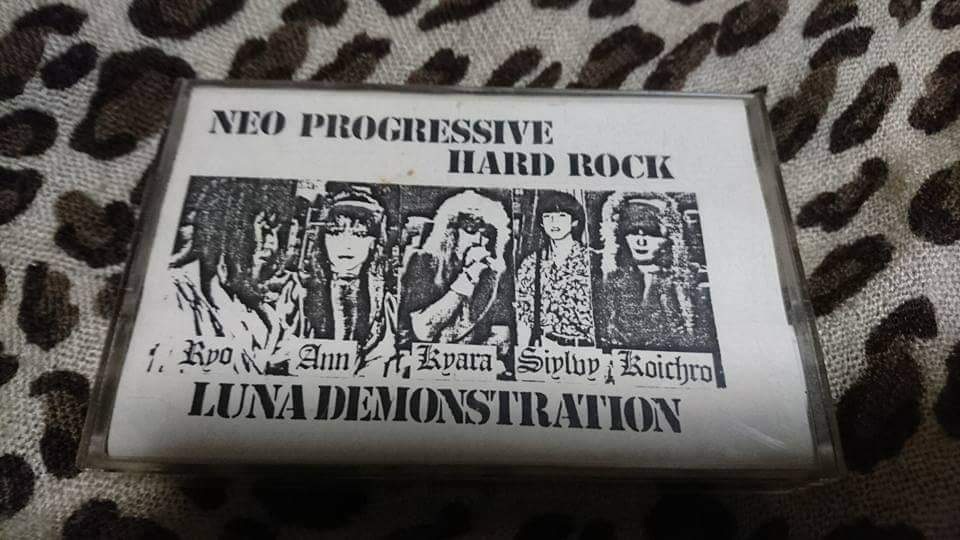 NEO PROGRESSIVE
HARD ROCK
Ryo Ann Kyara Siylvy Koichro
LUNA DEMONSTRATION